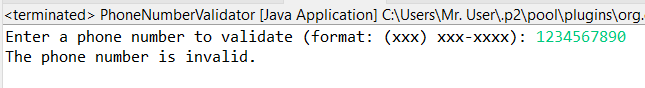 <terminated> PhoneNumberValidator [Java Application] C:\Users\Mr. User\.p2\pool\plugins\org.
Enter a phone number to validate (format: (xxx) xxx-xxxx): 1234567890
The phone number is invalid.